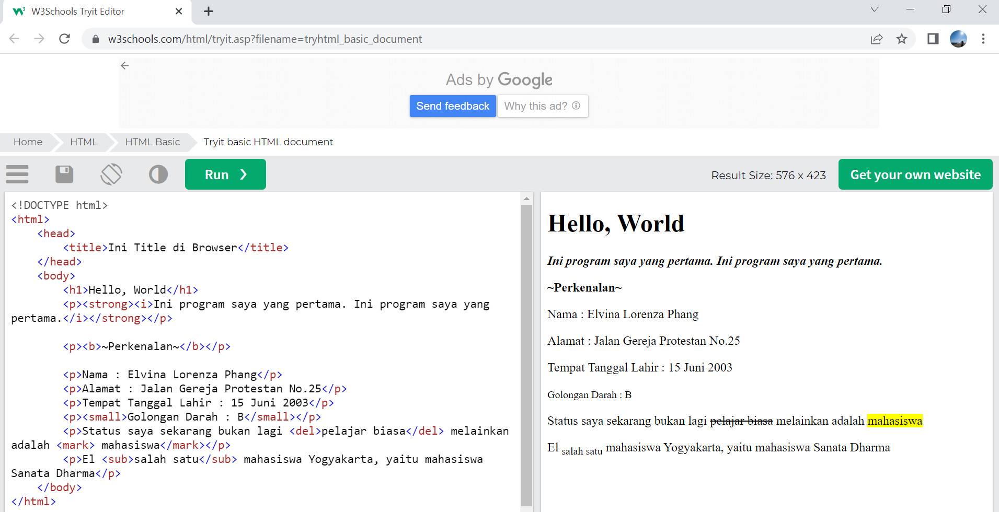 W3Schools Tryit Editor
w3schools.com/html/tryit.asp?filename=tryhtml_basic_document
Ads by Google
Send feedback
Why this ad?
Home
HTML
HTML Basic
Tryit basic HTML document
Run ❯
Result Size: 576 x 423
Get your own website
<!DOCTYPE html>
<html>
    <head>
        <title>Ini Title di Browser</title>
    </head>
    <body>
        <h1>Hello, World</h1>
        <p><strong><i>Ini program saya yang pertama. Ini program saya yang
pertama.</i></strong></p>
        <p><b>~Perkenalan~</b></p>
        <p>Nama : Elvina Lorenza Phang</p>
        <p>Alamat : Jalan Gereja Protestan No.25</p>
        <p>Tempat Tanggal Lahir : 15 Juni 2003</p>
        <p><small>Golongan Darah : B</small></p>
        <p>Status saya sekarang bukan lagi <del>pelajar biasa</del> melainkan
adalah <mark> mahasiswa</mark></p>
        <p>El <sub>salah satu</sub> mahasiswa Yogyakarta, yaitu mahasiswa
Sanata Dharma</p>
    </body>
</html>
Hello, World
Ini program saya yang pertama. Ini program saya yang pertama.
~Perkenalan~
Nama : Elvina Lorenza Phang
Alamat : Jalan Gereja Protestan No.25
Tempat Tanggal Lahir : 15 Juni 2003
Golongan Darah : B
Status saya sekarang bukan lagi pelajar biasa melainkan adalah mahasiswa
El salah satu mahasiswa Yogyakarta, yaitu mahasiswa Sanata Dharma